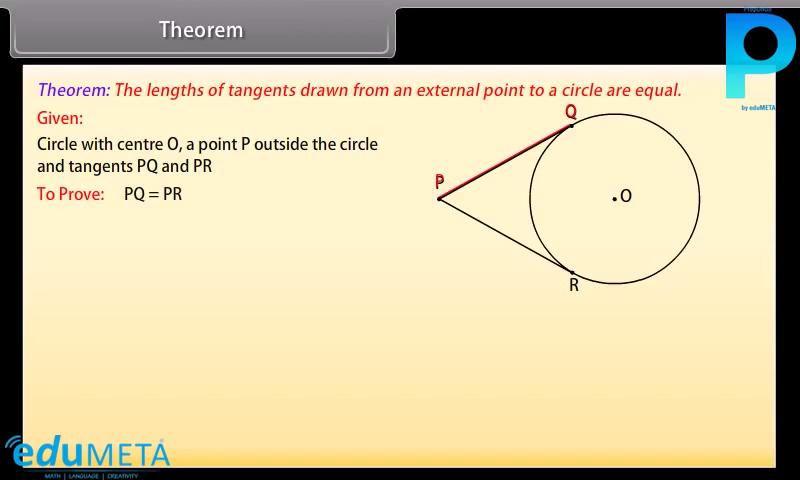 Theorem
Preponda
by eduMETA
Theorem: The lengths of tangents drawn from an external point to a circle are equal.
Given:
Circle with centre O, a point P outside the circle
and tangents PQ and PR
To Prove: PQ = PR
Q
P
O
R
eduMETA
MATH | LANGUAGE | CREATIVITY